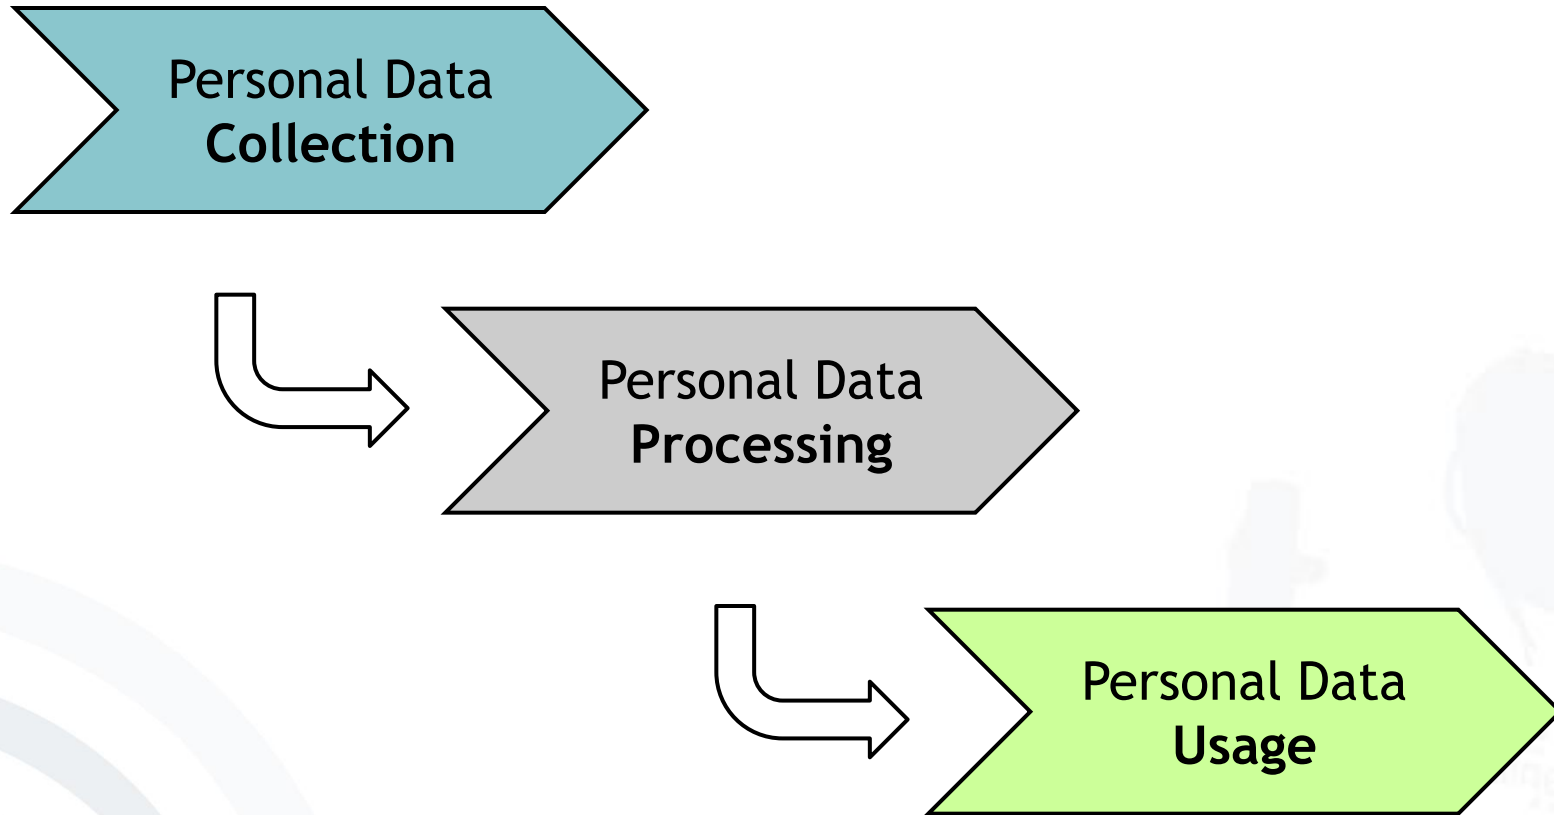 Personal Data
Collection
Personal Data
Processing
Personal Data
Usage